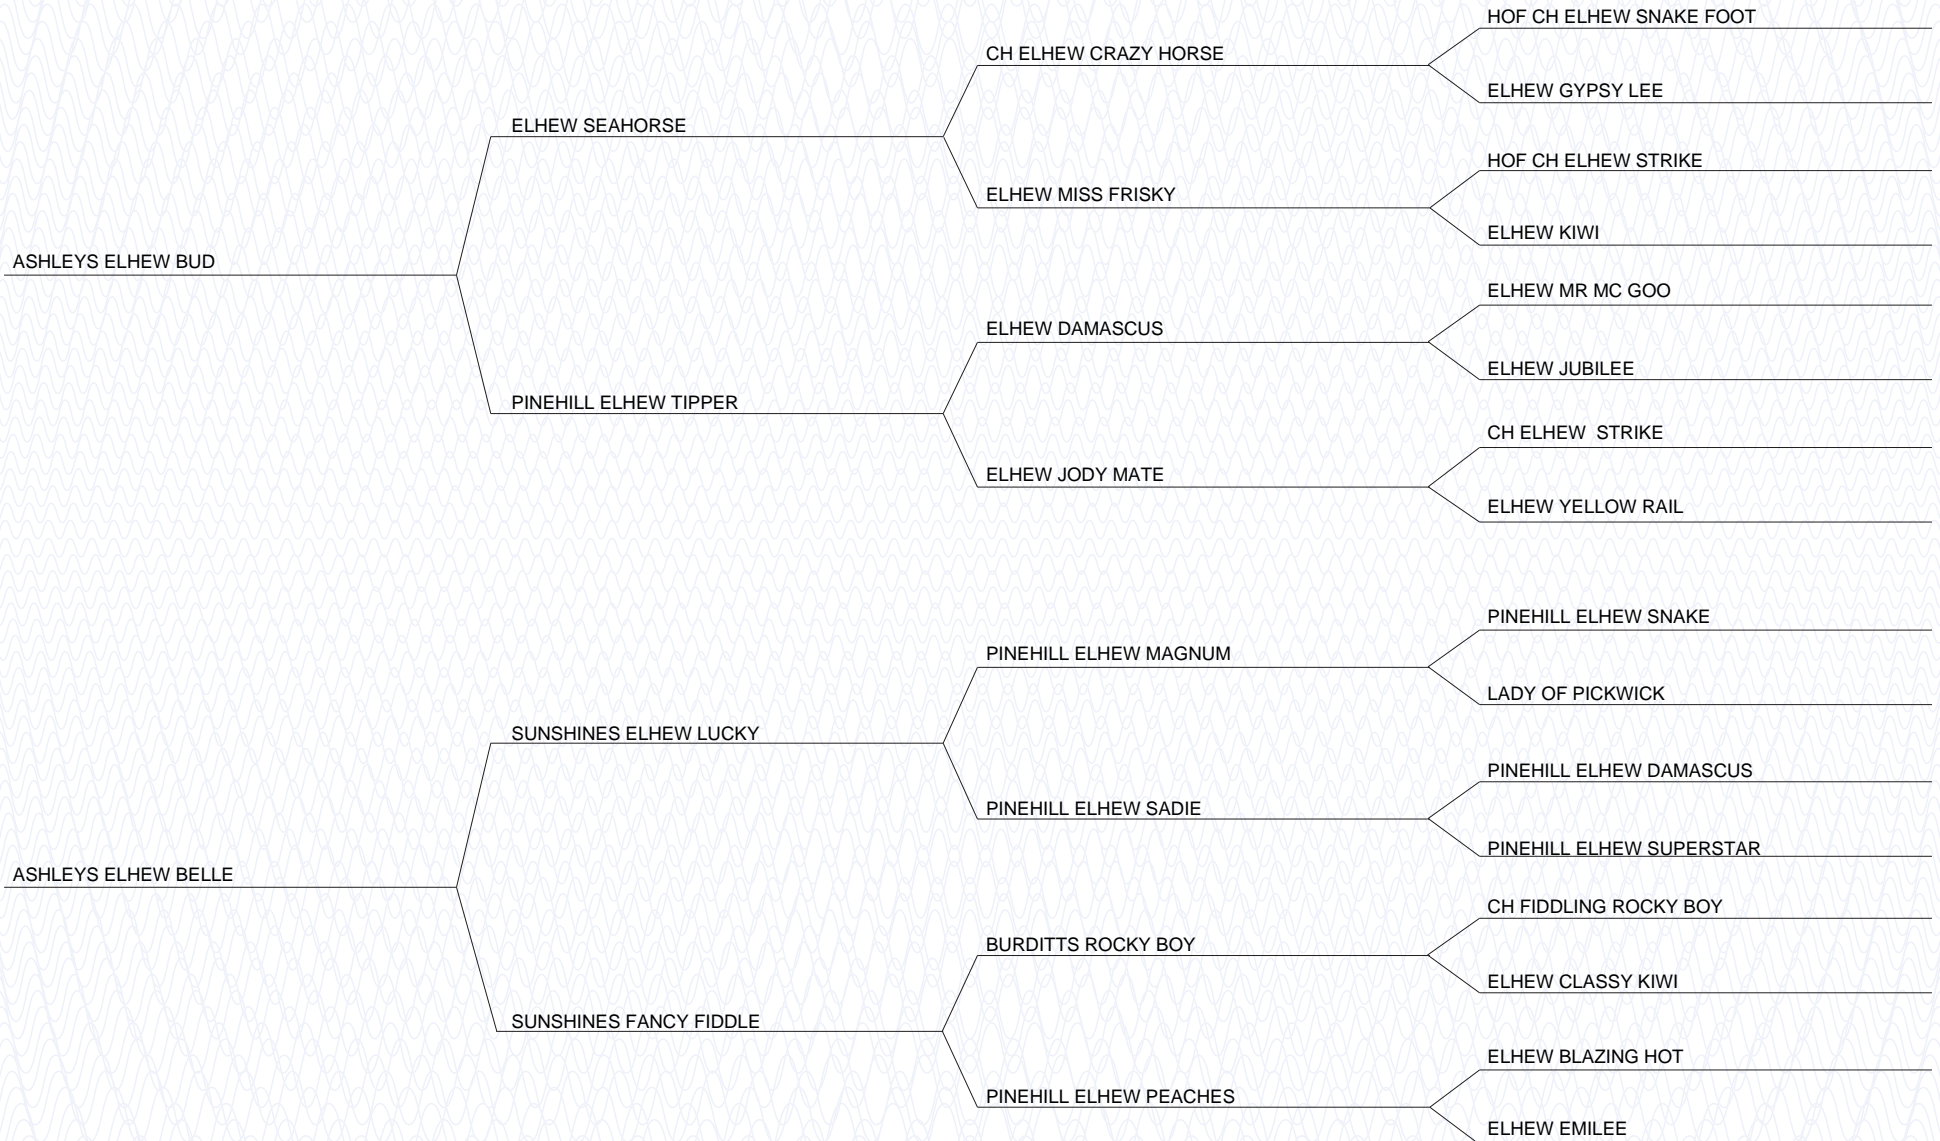 HOF CH ELHEW SNAKE FOOT
CH ELHEW CRAZY HORSE
ELHEW GYPSY LEE
ELHEW SEAHORSE
HOF CH ELHEW STRIKE
ELHEW MISS FRISKY
ELHEW KIWI
ASHLEYS ELHEW BUD
ELHEW MR MC GOO
ELHEW DAMASCUS
ELHEW JUBILEE
PINEHILL ELHEW TIPPER
CH ELHEW  STRIKE
ELHEW JODY MATE
ELHEW YELLOW RAIL
PINEHILL ELHEW SNAKE
PINEHILL ELHEW MAGNUM
LADY OF PICKWICK
SUNSHINES ELHEW LUCKY
PINEHILL ELHEW DAMASCUS
PINEHILL ELHEW SADIE
PINEHILL ELHEW SUPERSTAR
ASHLEYS ELHEW BELLE
CH FIDDLING ROCKY BOY
BURDITTS ROCKY BOY
ELHEW CLASSY KIWI
SUNSHINES FANCY FIDDLE
ELHEW BLAZING HOT
PINEHILL ELHEW PEACHES
ELHEW EMILEE